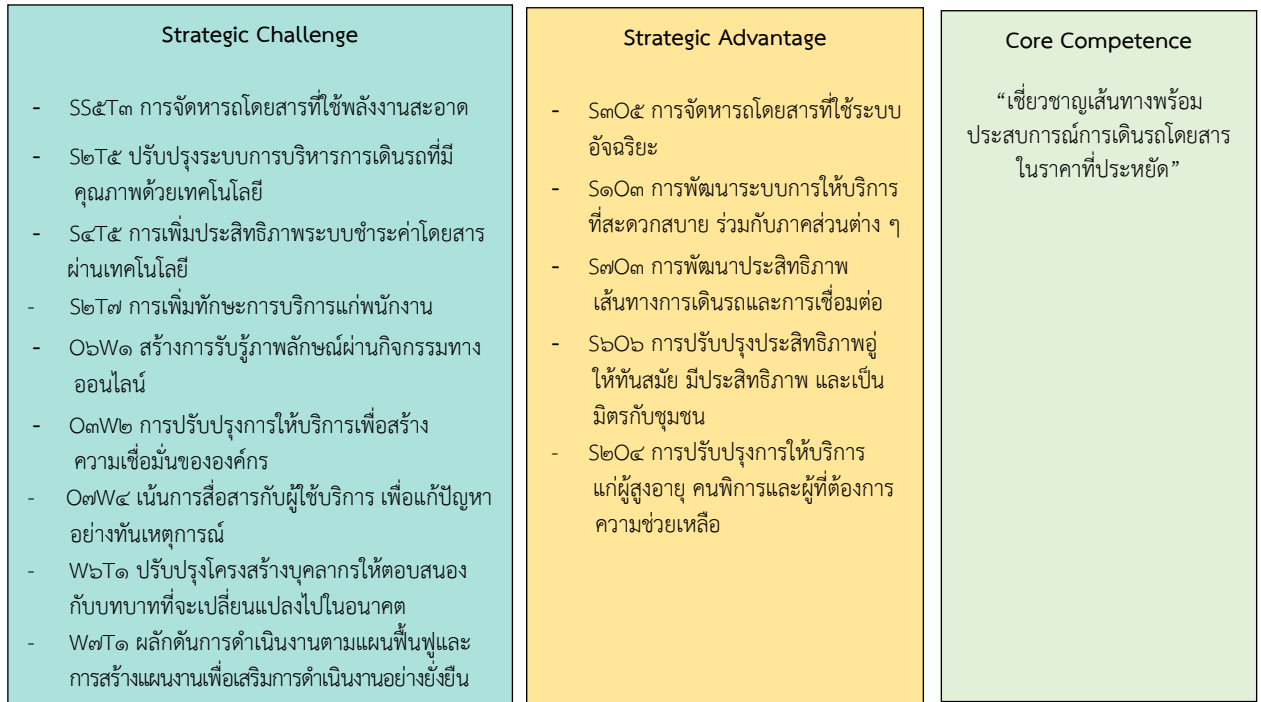 Strategic Challenge
- SS๕T๓ การจัดหารถโดยสารที่ใช้พลังงานสะอาด
- S๒T๕ ปรับปรุงระบบการบริหารการเดินรถที่มี
คุณภาพด้วยเทคโนโลยี
- S๔T๕ การเพิ่มประสิทธิภาพระบบชำระค่าโดยสาร
ผ่านเทคโนโลยี
- S๒T๗ การเพิ่มทักษะการบริการแก่พนักงาน
- O๖W๑ สร้างการรับรู้ภาพลักษณ์ผ่านกิจกรรมทาง
ออนไลน์
- O๓W๒ การปรับปรุงการให้บริการเพื่อสร้าง
ความเชื่อมั่นขององค์กร
- O๗W๔ เน้นการสื่อสารกับผู้ใช้บริการ เพื่อแก้ปัญหา
อย่างทันเหตุการณ์
- W๖T๑ ปรับปรุงโครงสร้างบุคลากรให้ตอบสนอง
กับบทบาทที่จะเปลี่ยนแปลงไปในอนาคต
- W๗T๑ ผลักดันการดำเนินงานตามแผนฟื้นฟูและ
การสร้างแผนงานเพื่อเสริมการดำเนินงานอย่างยั่งยืน
Strategic Advantage
- S๓O๕ การจัดหารถโดยสารที่ใช้ระบบ
อัจฉริยะ
- S๑O๓ การพัฒนาระบบการให้บริการ
ที่สะดวกสบาย ร่วมกับภาคส่วนต่าง ๆ
- S๗O๓ การพัฒนาประสิทธิภาพ
เส้นทางการเดินรถและการเชื่อมต่อ
- S๖O๖ การปรับปรุงประสิทธิภาพอู่
ให้ทันสมัย มีประสิทธิภาพ และเป็น
มิตรกับชุมชน
- S๒O๔ การปรับปรุงการให้บริการ
แก่ผู้สูงอายุ คนพิการและผู้ที่ต้องการ
ความช่วยเหลือ
Core Competence
“เชี่ยวชาญเส้นทางพร้อม
ประสบการณ์การเดินรถโดยสาร
ในราคาที่ประหยัด”